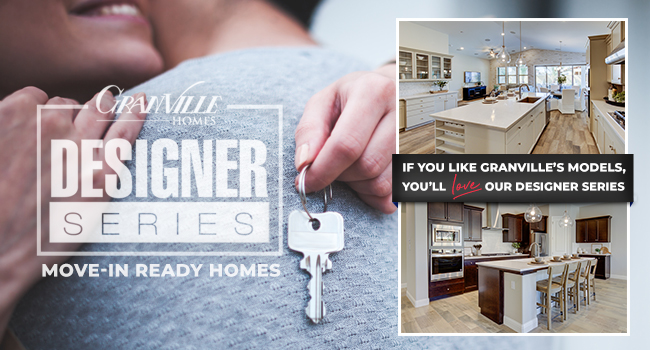 GRANVILLE
HOMES
DESIGNER
SERIES
MOVE-IN READY HOMES
IF YOU LIKE GRANVILLE'S MODELS,
YOU'LL love OUR DESIGNER SERIES